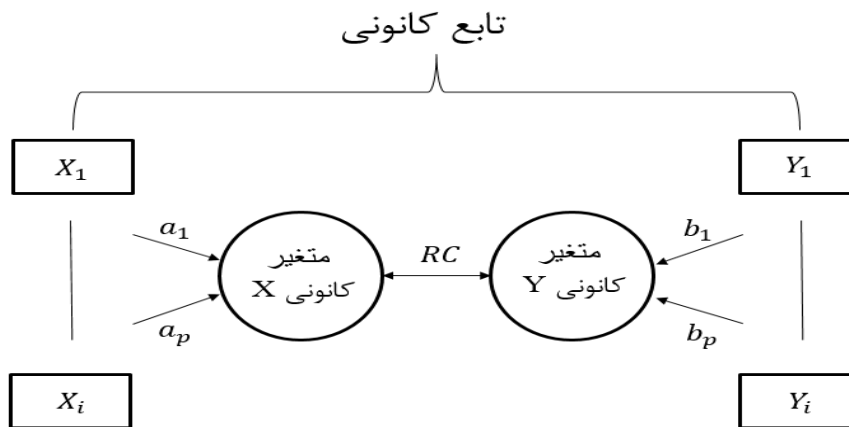 تابع کانونی
X₁
Y₁
a₁
b₁
متغیر
کانونی X
RC
متغیر
کانونی Y
aₚ
bₚ
Xᵢ
Yᵢ